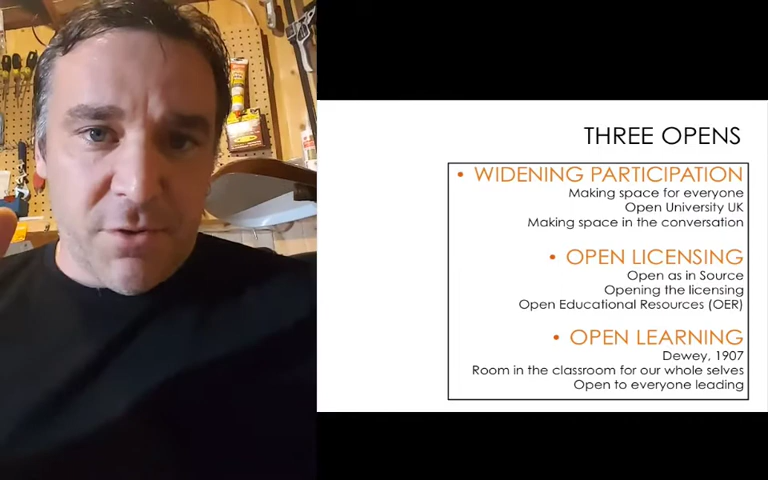 THREE OPENS
• WIDENING PARTICIPATION
Making space for everyone
Open University UK
Making space in the conversation
• OPEN LICENSING
Open as in Source
Opening the licensing
Open Educational Resources (OER)
• OPEN LEARNING
Dewey, 1907
Room in the classroom for our whole selves
Open to everyone leading